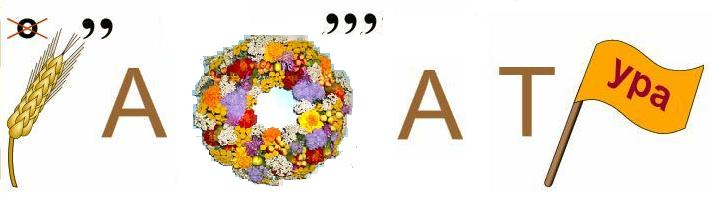 о ,, А ,,,, А Т ура